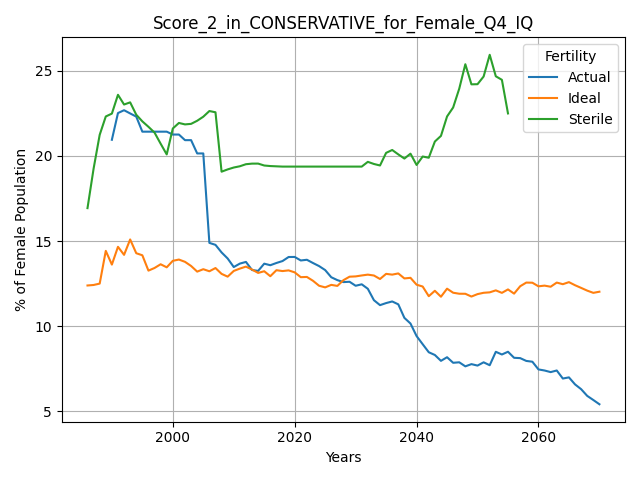 Score_2_in_CONSERVATIVE_for_Female_Q4_IQ
Fertility
Actual
Ideal
Sterile
% of Female Population
25
20
15
10
5
2000 2020 2040 2060
Years